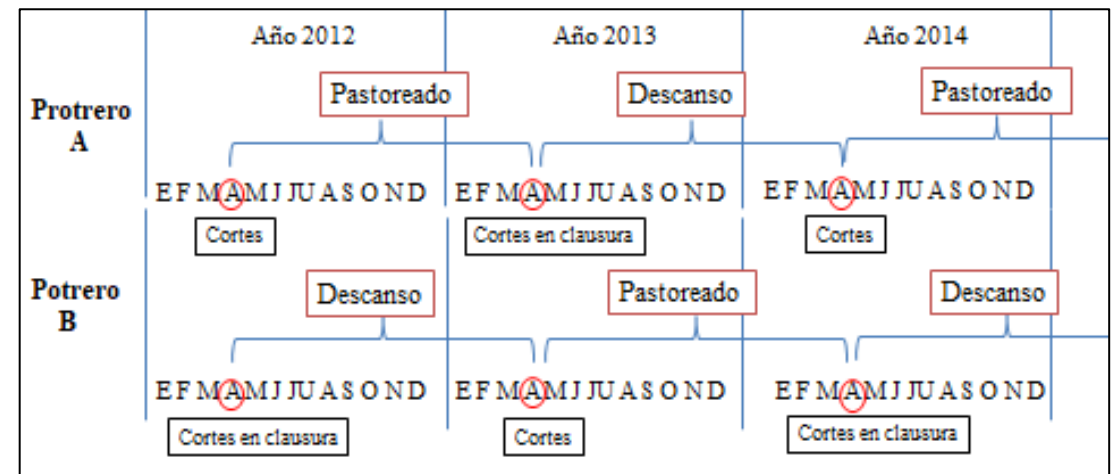 Año 2012 Año 2013 Año 2014
Pastoreado Descanso Pastoreado
Protrero
A
E F M A M J JU A S O N D E F M A M J JU A S O N D E F M A M J JU A S O N D
Cortes Cortes en clausura Cortes
Potrero
B
Descanso Pastoreado Descanso
E F M A M J JU A S O N D E F M A M J JU A S O N D E F M A M J JU A S O N D
Cortes en clausura Cortes Cortes en clausura